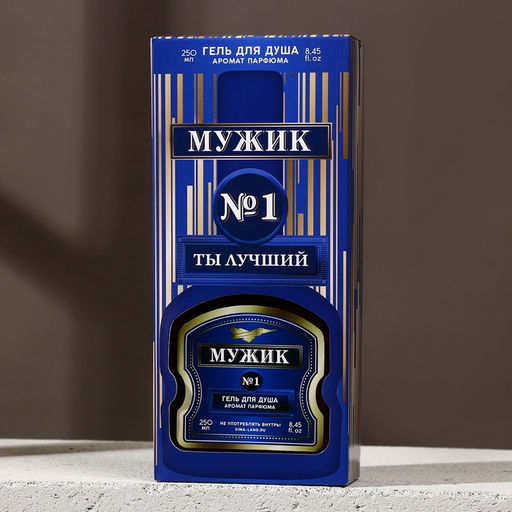 250 МЛ ГЕЛЬ ДЛЯ ДУША 8,45 fl. oz
АРОМАТ ПАРФЮМА
МУЖИК
№1
ТЫ ЛУЧШИЙ
МУЖИК
№1
ГЕЛЬ ДЛЯ ДУША
АРОМАТ ПАРФЮМА
250 МЛ НЕ УПОТРЕБЛЯТЬ ВНУТРЬ! 8,45 fl. oz
SIMA-LAND.RU